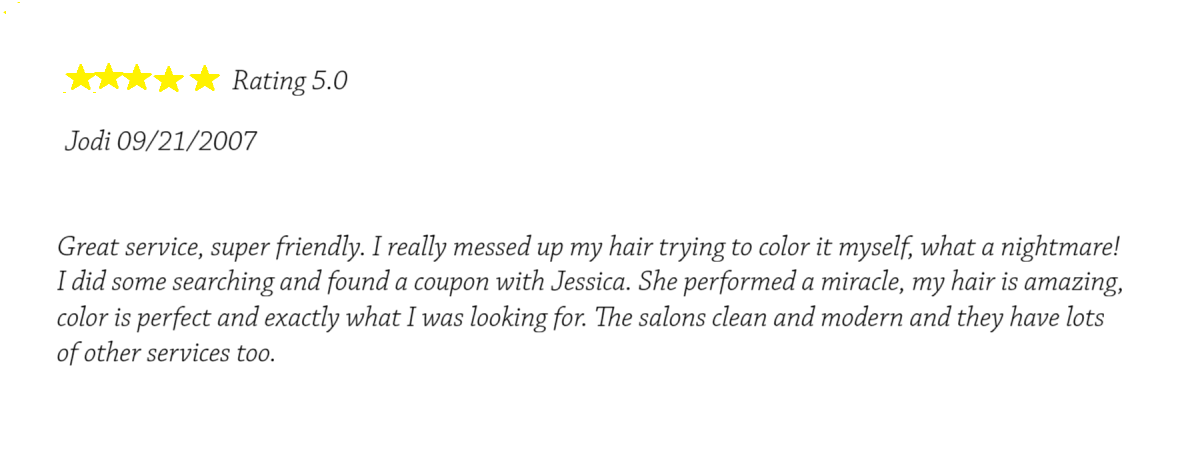 Rating 5.0
Jodi 09/21/2007
Great service, super friendly. I really messed up my hair trying to color it myself, what a nightmare!
I did some searching and found a coupon with Jessica. She performed a miracle, my hair is amazing,
color is perfect and exactly what I was looking for. The salons clean and modern and they have lots
of other services too.